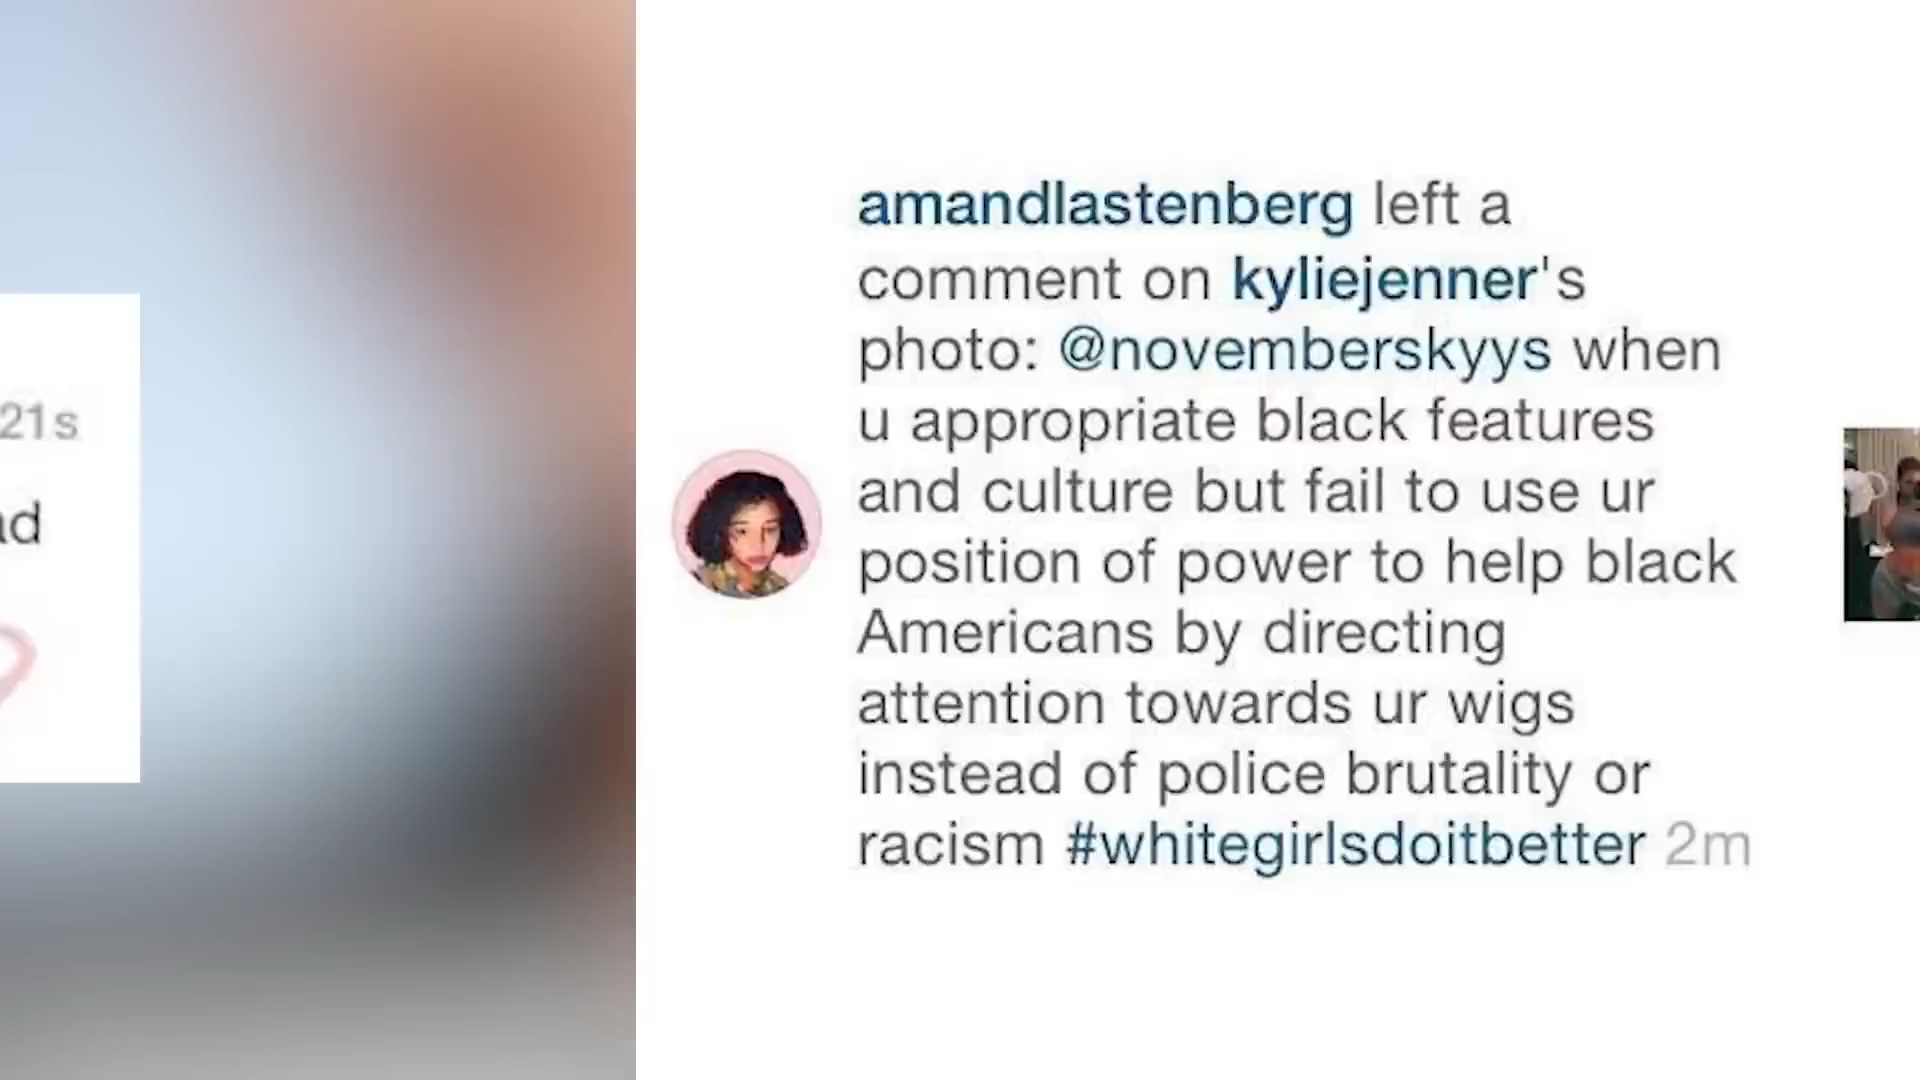 21s
ad
amandlastenberg left a
comment on kyliejenner's
photo: @novemberskyys when
u appropriate black features
and culture but fail to use ur
position of power to help black
Americans by directing
attention towards ur wigs
instead of police brutality or
racism #whitegirlsdoitbetter 2m